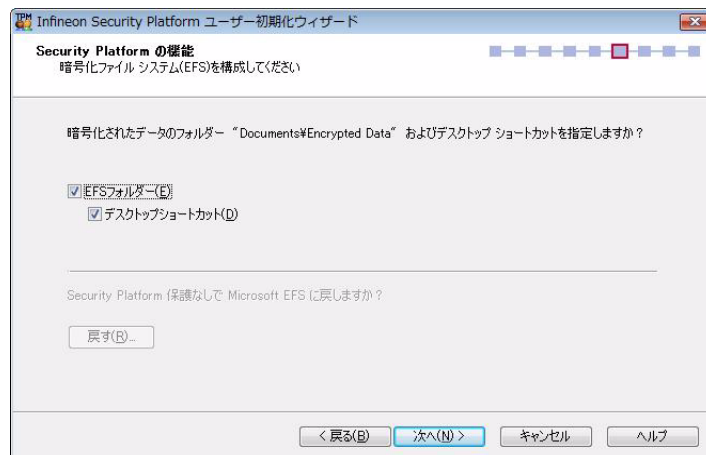 Infineon Security Platform ユーザー初期化ウィザード
Security Platform の機能
暗号化ファイル システム(EFS)を構成してください
暗号化されたデータのフォルダー “Documents¥Encrypted Data” およびデスクトップ ショートカットを指定しますか？
EFSフォルダー(E)
デスクトップショートカット(D)
Security Platform 保護なしで Microsoft EFS に戻しますか？
戻す(R)...
< 戻る(B) 次へ(N) > キャンセル ヘルプ